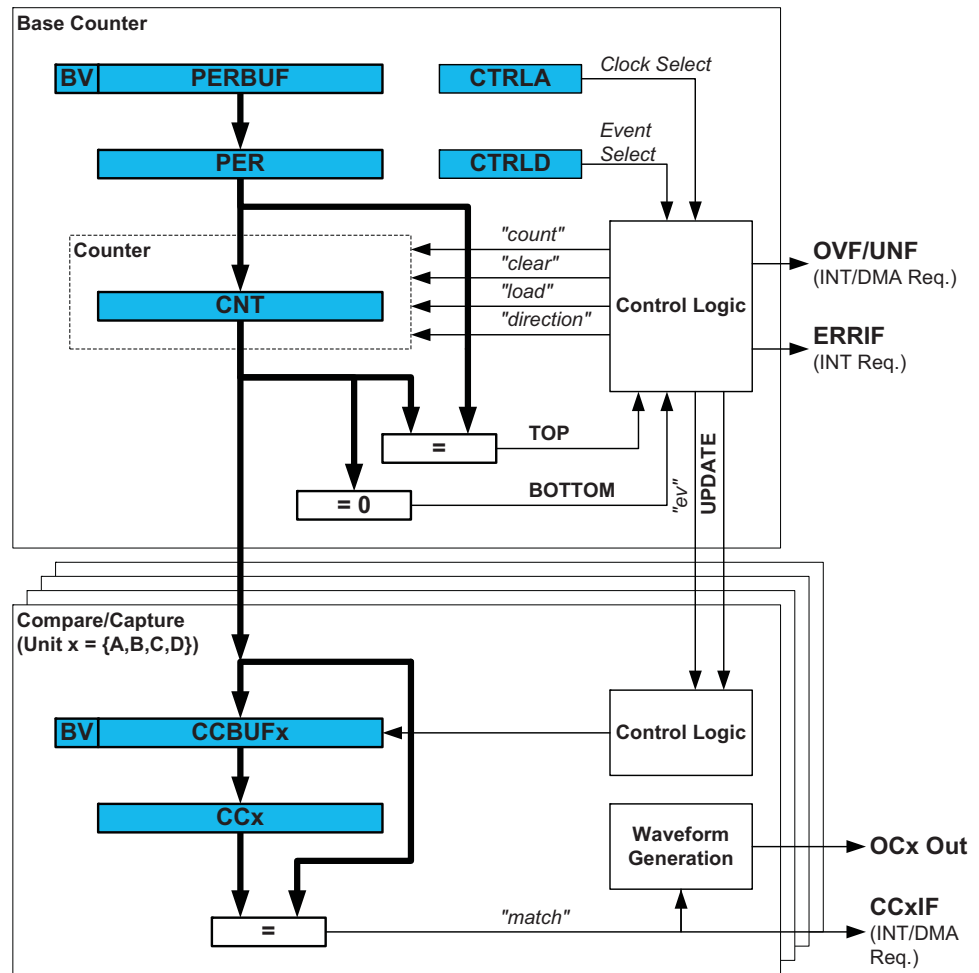 Base Counter
BV
PERBUF
CTRLA
Clock Select
PER
CTRLD
Event
Select
Counter
CNT
"count"
"clear"
"load"
"direction"
Control Logic
OVF/UNF
(INT/DMA Req.)
ERRIF
(INT Req.)
=
TOP
= 0
BOTTOM
"ev"
UPDATE
Compare/Capture
(Unit x = {A,B,C,D})
BV
CCBUFx
Control Logic
CCx
Waveform
Generation
OCx Out
=
"match"
CCxIF
(INT/DMA
Req.)